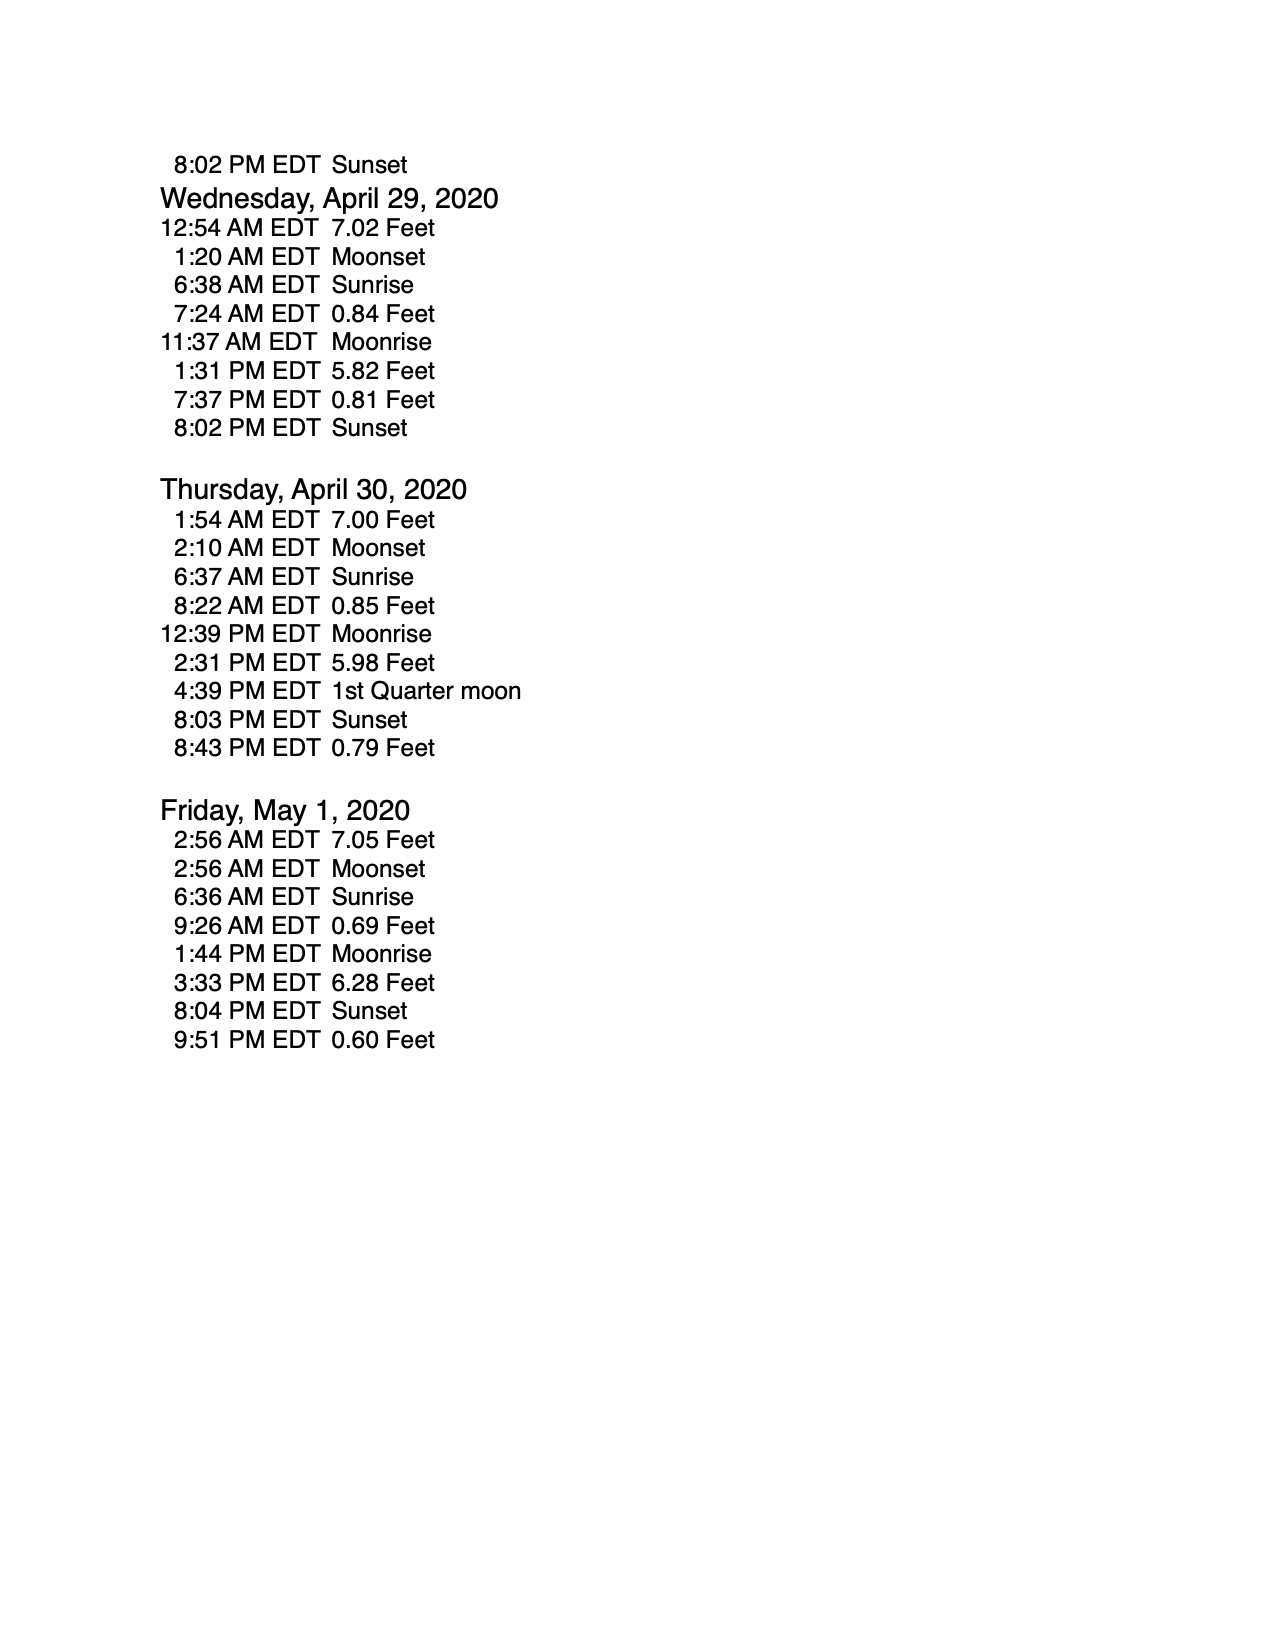 8:02 PM EDT Sunset
Wednesday, April 29, 2020
12:54 AM EDT 7.02 Feet
1:20 AM EDT Moonset
6:38 AM EDT Sunrise
7:24 AM EDT 0.84 Feet
11:37 AM EDT Moonrise
1:31 PM EDT 5.82 Feet
7:37 PM EDT 0.81 Feet
8:02 PM EDT Sunset
Thursday, April 30, 2020
1:54 AM EDT 7.00 Feet
2:10 AM EDT Moonset
6:37 AM EDT Sunrise
8:22 AM EDT 0.85 Feet
12:39 PM EDT Moonrise
2:31 PM EDT 5.98 Feet
4:39 PM EDT 1st Quarter moon
8:03 PM EDT Sunset
8:43 PM EDT 0.79 Feet
Friday, May 1, 2020
2:56 AM EDT 7.05 Feet
2:56 AM EDT Moonset
6:36 AM EDT Sunrise
9:26 AM EDT 0.69 Feet
1:44 PM EDT Moonrise
3:33 PM EDT 6.28 Feet
8:04 PM EDT Sunset
9:51 PM EDT 0.60 Feet